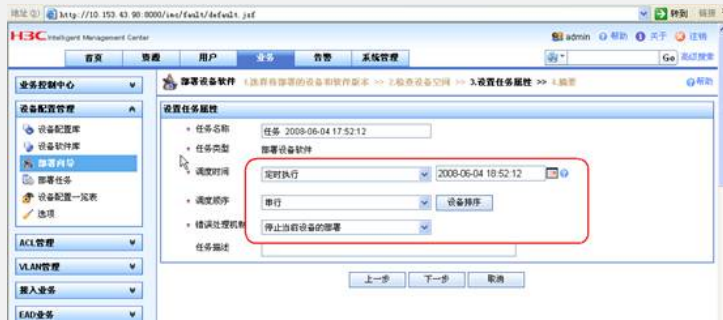 地址(D) http://10.153.43.90:8080/imc/fault/default.jsf 转到 链接
H3C Intelligent Management Center admin 帮助 关于 注销
首页 资源 用户 业务 告警 系统管理 Go 高级搜索
业务控制中心
部署设备软件 1.选择待部署的设备和软件版本 >> 2.检查设备空间 >> 3.设置任务属性 >> 4.摘要 帮助
设备配置管理
设置任务属性
设备配置库
设备软件库
部署向导
部署任务
设备配置一览表
选项
* 任务名称 任务 2008-06-04 17:52:12
* 任务类型 部署设备软件
* 调度时间 定时执行 2008-06-04 18:52:12
* 调度顺序 串行 设备排序
* 错误处理机制 停止当前设备的部署
任务描述
上一步 下一步 取消
ACL管理
VLAN管理
接入业务
EAD业务